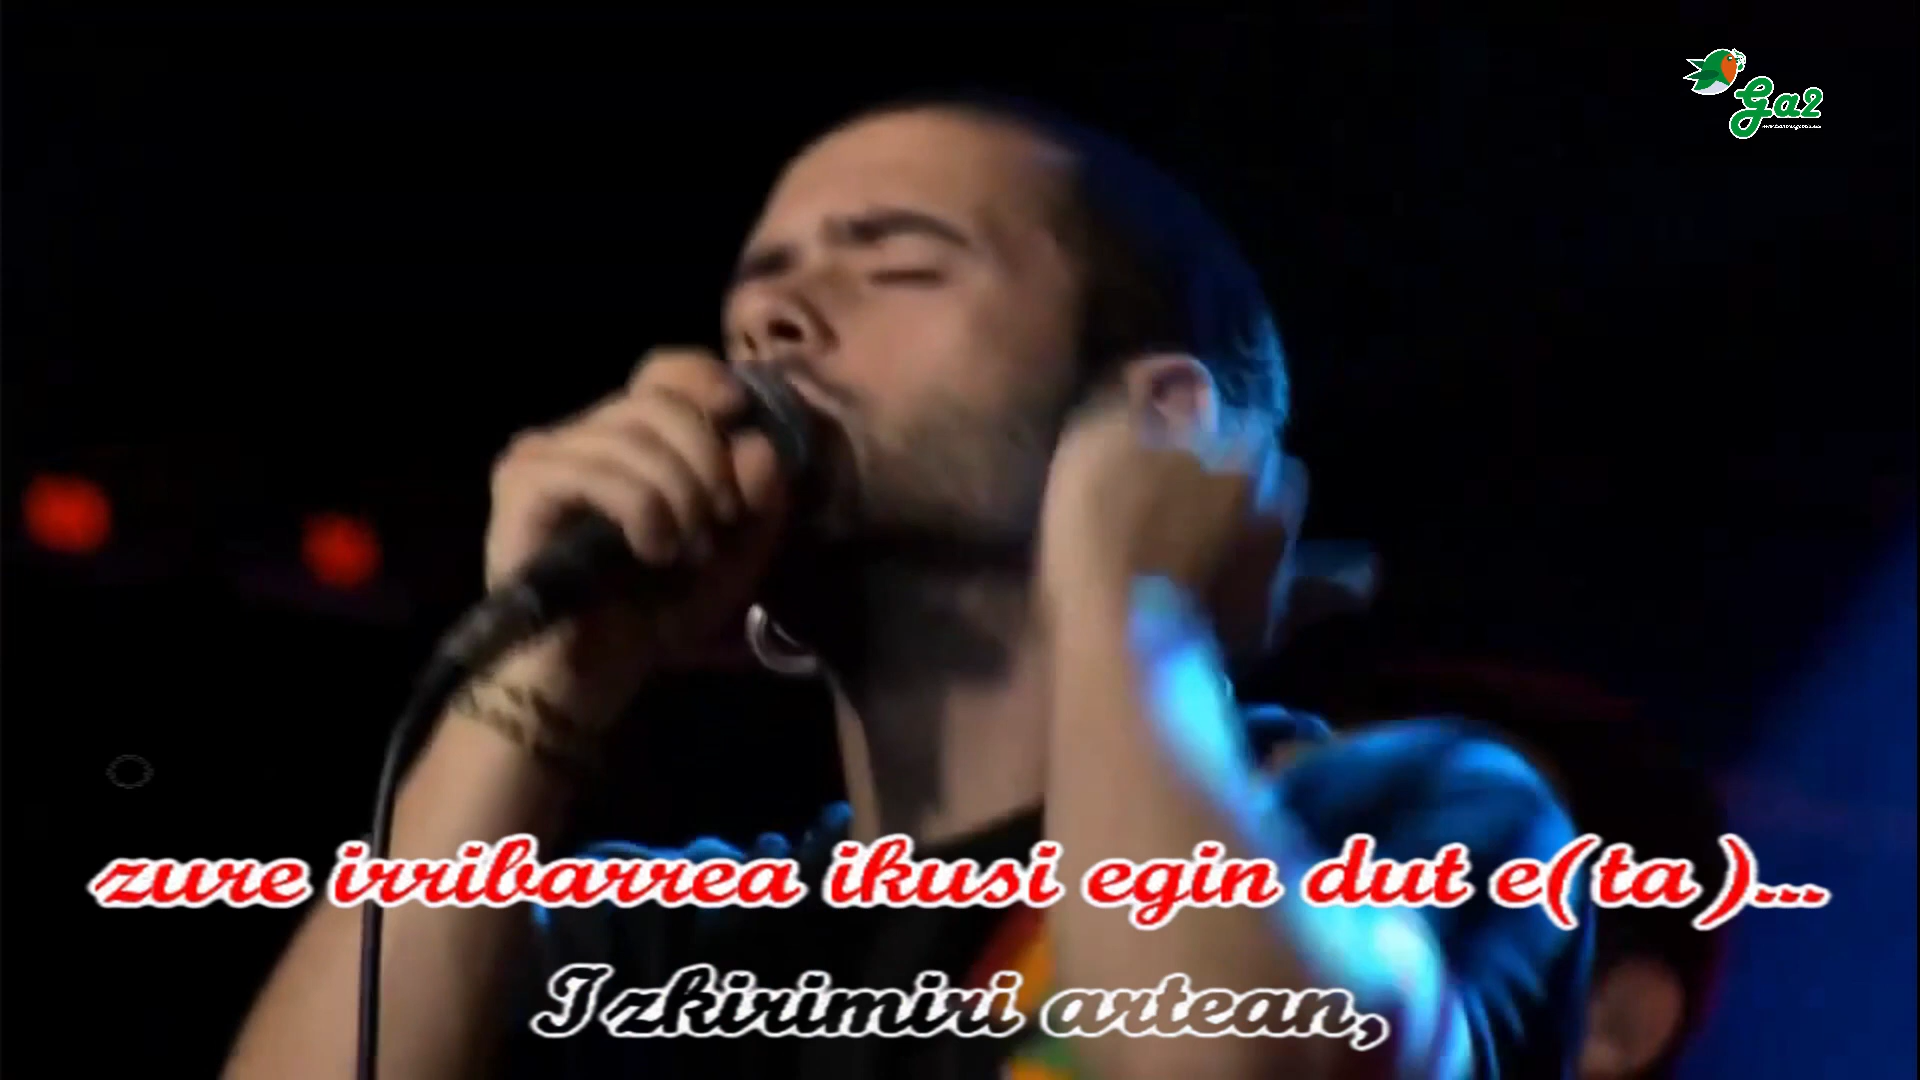 Ga2
zure irribarrea ikusi egin dut e(ta)...
Izkirimiri artean,